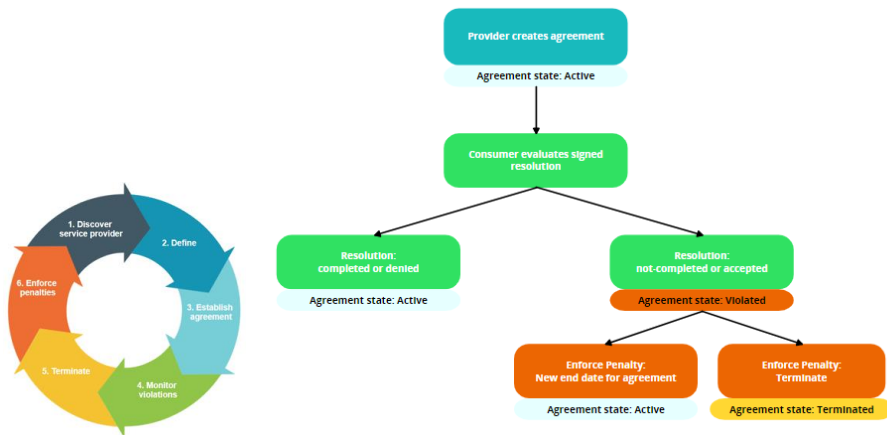 Provider creates agreement
Agreement state: Active
Consumer evaluates signed
resolution
Resolution:
completed or denied
Agreement state: Active
Resolution:
not-completed or accepted
Agreement state: Violated
Enforce Penalty:
New end date for agreement
Agreement state: Active
Enforce Penalty:
Terminate
Agreement state: Terminated
1. Discover
service provider
2. Define
3. Establish
agreement
4. Monitor
violations
5. Terminate
6. Enforce
penalties